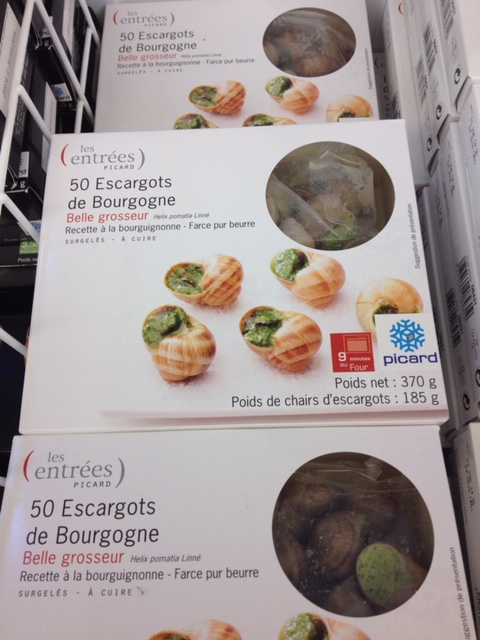 les
entrées
PICARD
50 Escargots
de Bourgogne
Belle grosseur Helix pomatia Linné
Recette à la bourguignonne - Farce pur beurre
SURGELÉS - À CUIRE
les
entrées
PICARD
50 Escargots
de Bourgogne
Belle grosseur Helix pomatia Linné
Recette à la bourguignonne - Farce pur beurre
SURGELÉS - À CUIRE
Suggestion de présentation
9 minutes
au Four
picard
Poids net : 370 g
Poids de chairs d'escargots : 185 g
les
entrées
PICARD
50 Escargots
de Bourgogne
Belle grosseur Helix pomatia Linné
Recette à la bourguignonne - Farce pur beurre
SURGELÉS - À CUIRE
uggestion de présentation